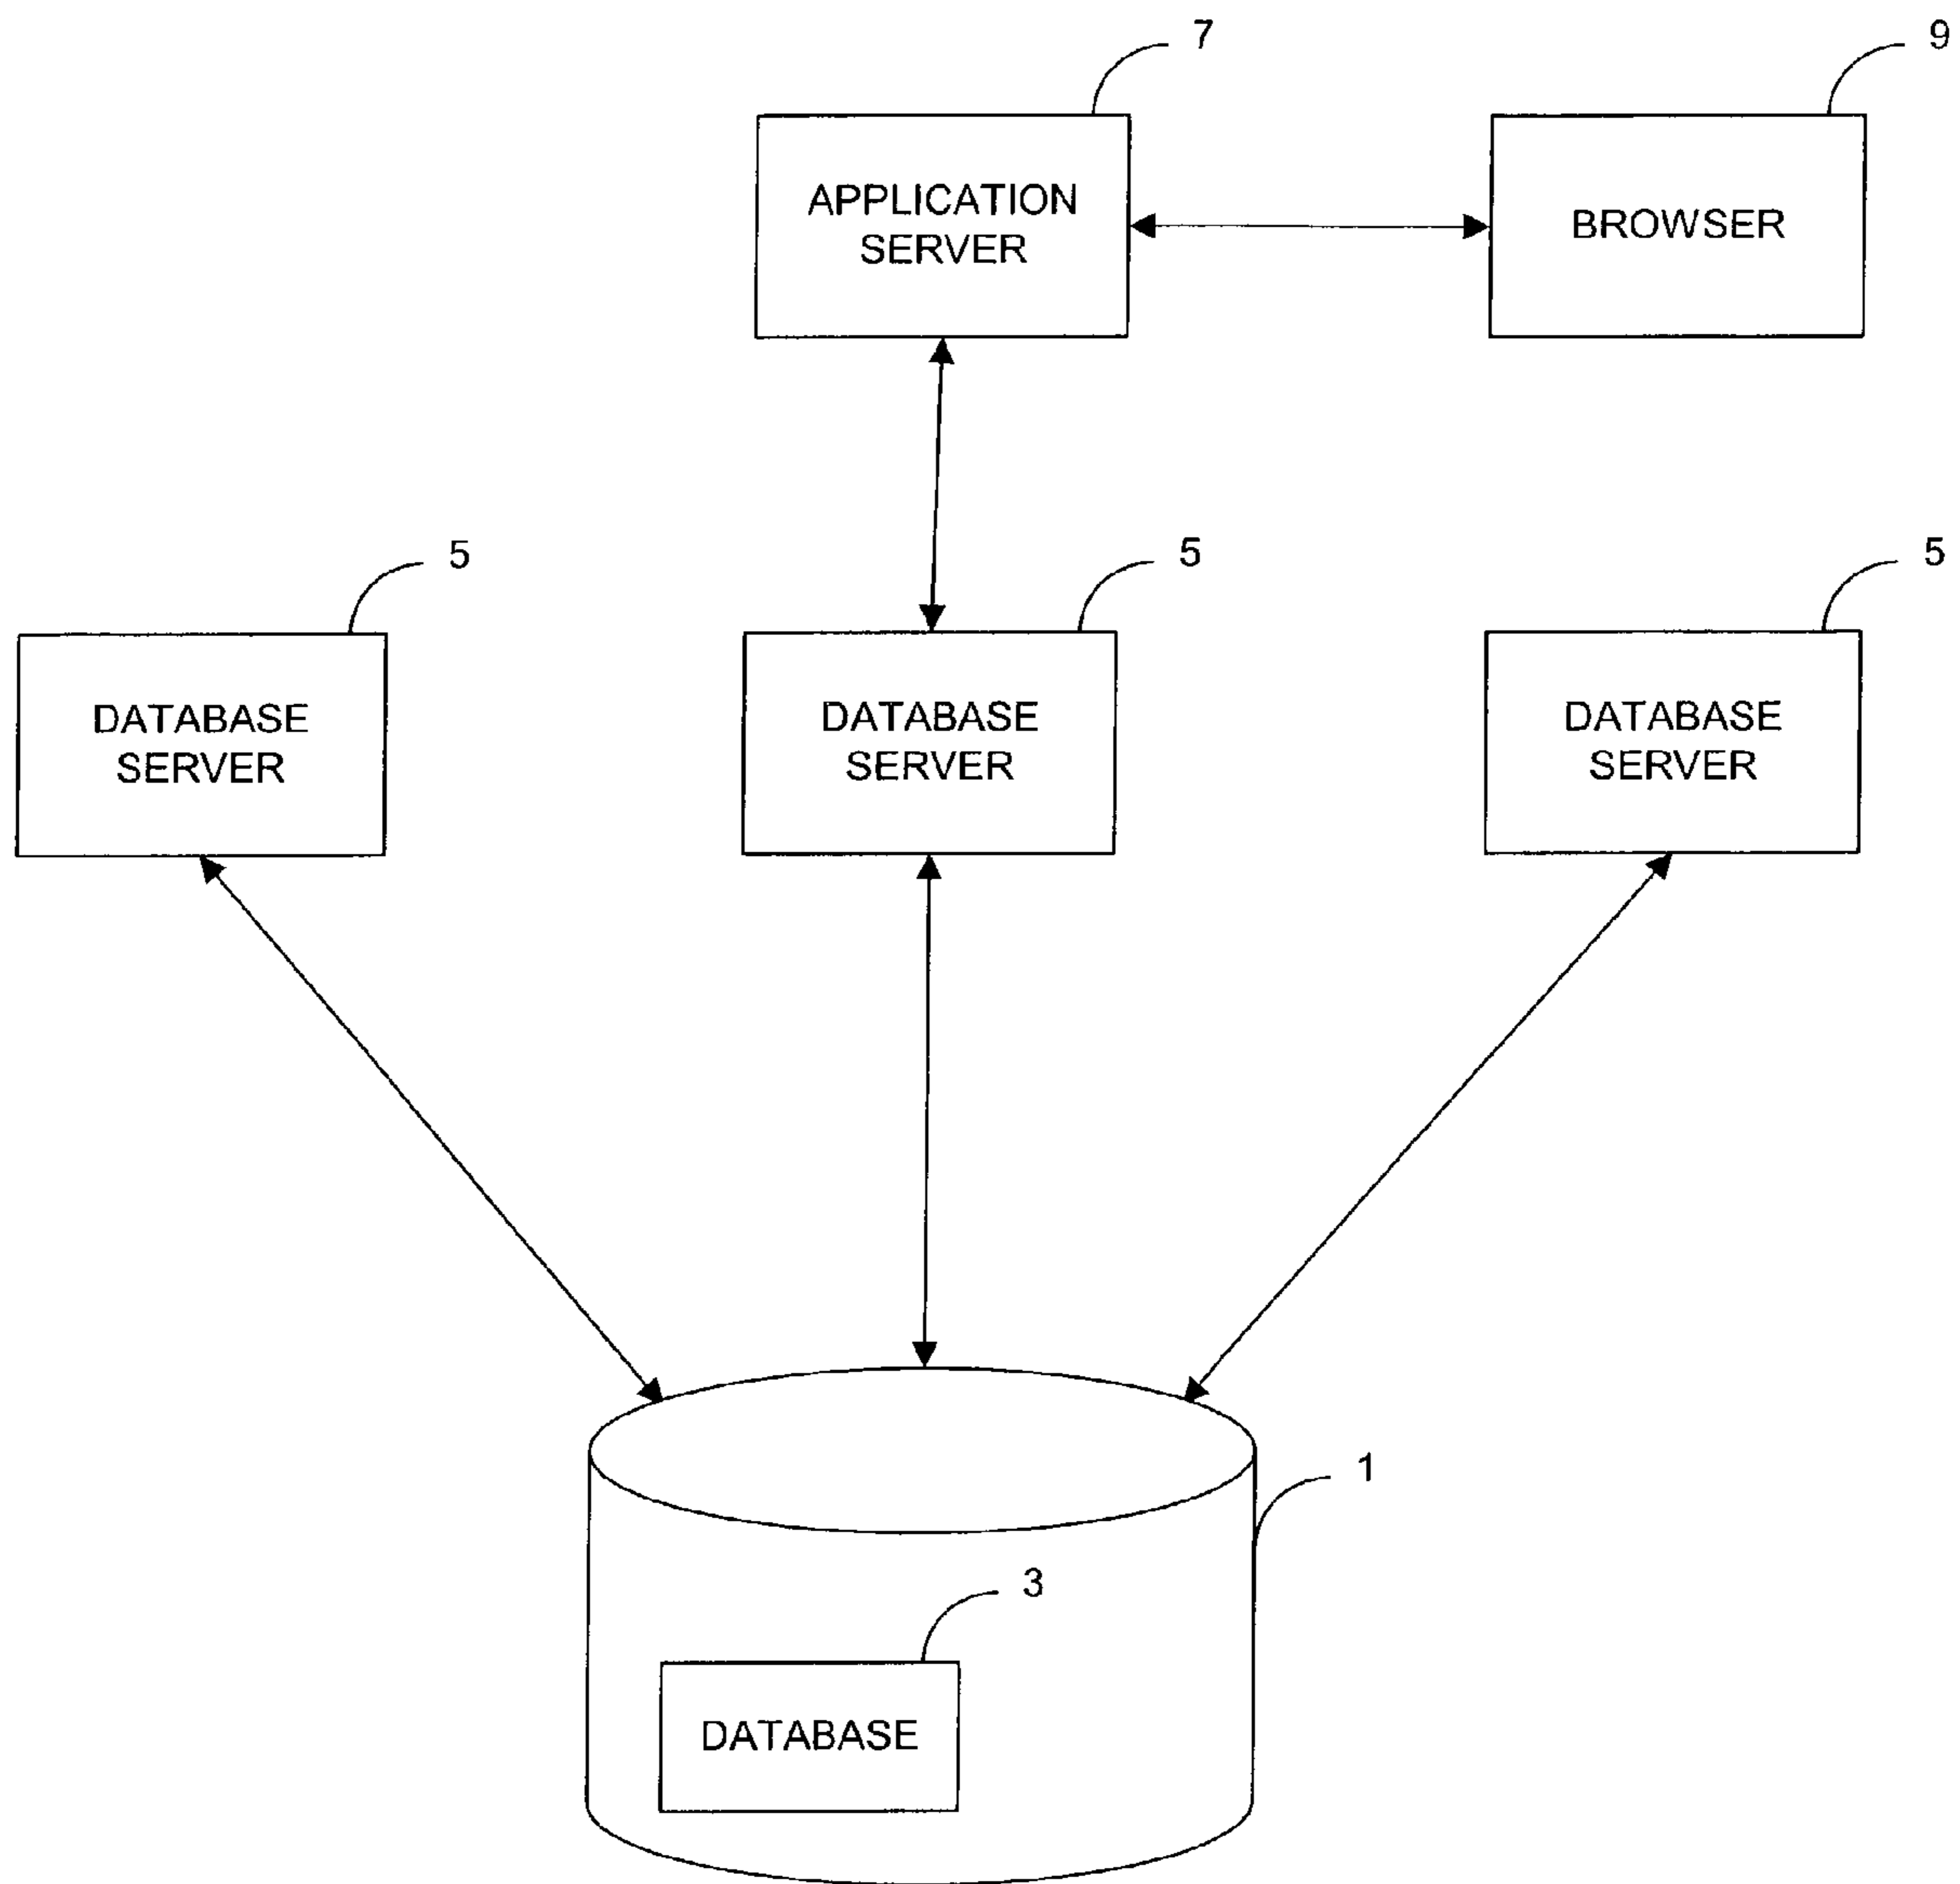 7
9
APPLICATION
SERVER
BROWSER
5
5
5
DATABASE
SERVER
DATABASE
SERVER
DATABASE
SERVER
1
3
DATABASE